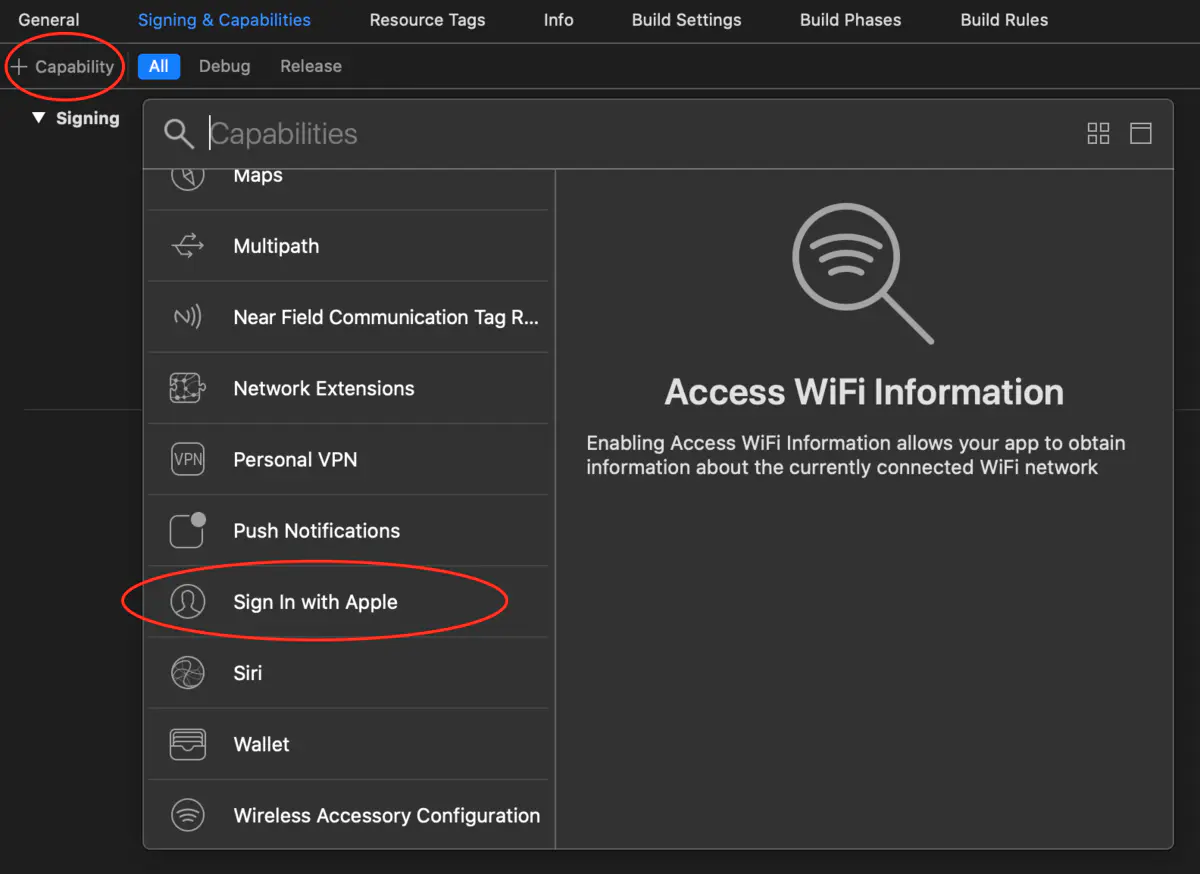 General Signing & Capabilities Resource Tags Info Build Settings Build Phases Build Rules
+ Capability All Debug Release
Signing
Capabilities
Maps
Multipath
Near Field Communication Tag R...
Network Extensions
VPN Personal VPN
Push Notifications
Sign In with Apple
Siri
Wallet
Wireless Accessory Configuration
Access WiFi Information
Enabling Access WiFi Information allows your app to obtain
information about the currently connected WiFi network